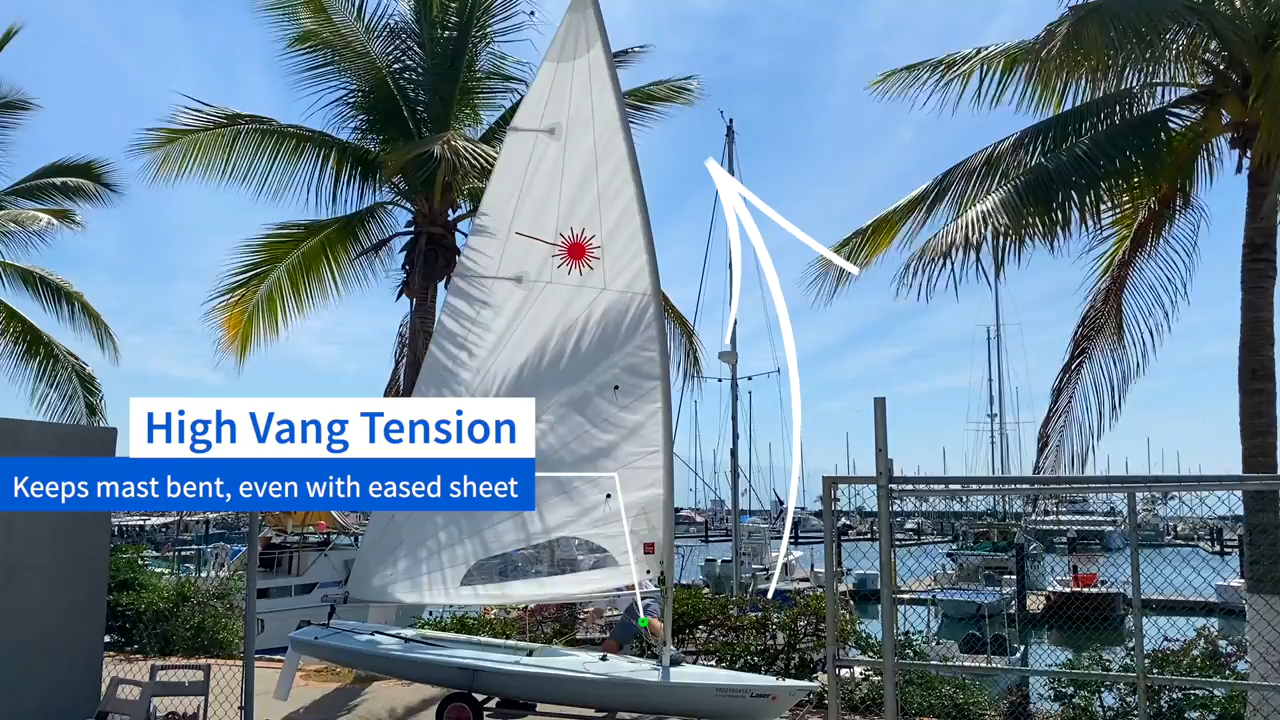 High Vang Tension
Keeps mast bent, even with eased sheet
Laser